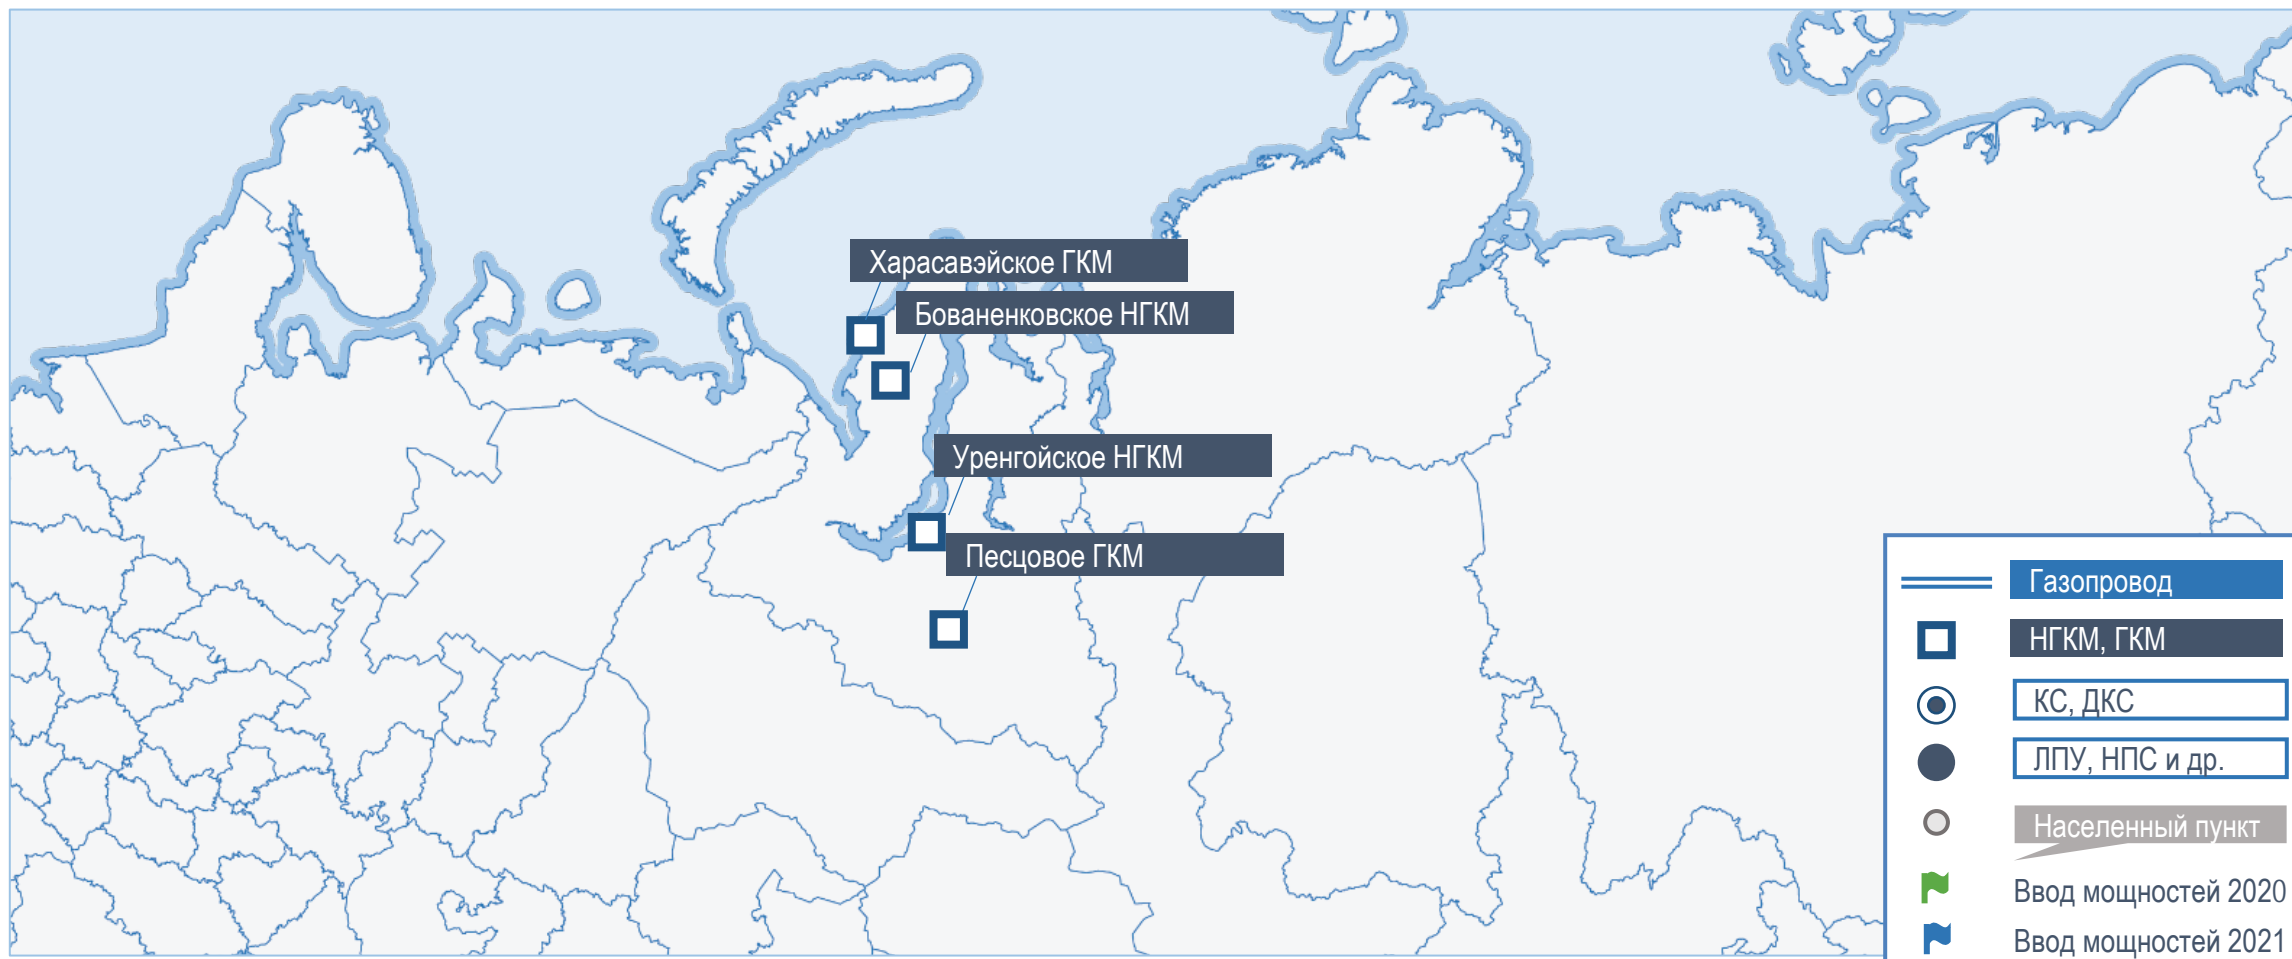 Харасавэйское ГКМ
Бованенковское НГКМ
Уренгойское НГКМ
Песцовое ГКМ
Газопровод
НГКМ, ГКМ
КС, ДКС
ЛПУ, НПС и др.
Населенный пункт
Ввод мощностей 2020
Ввод мощностей 2021